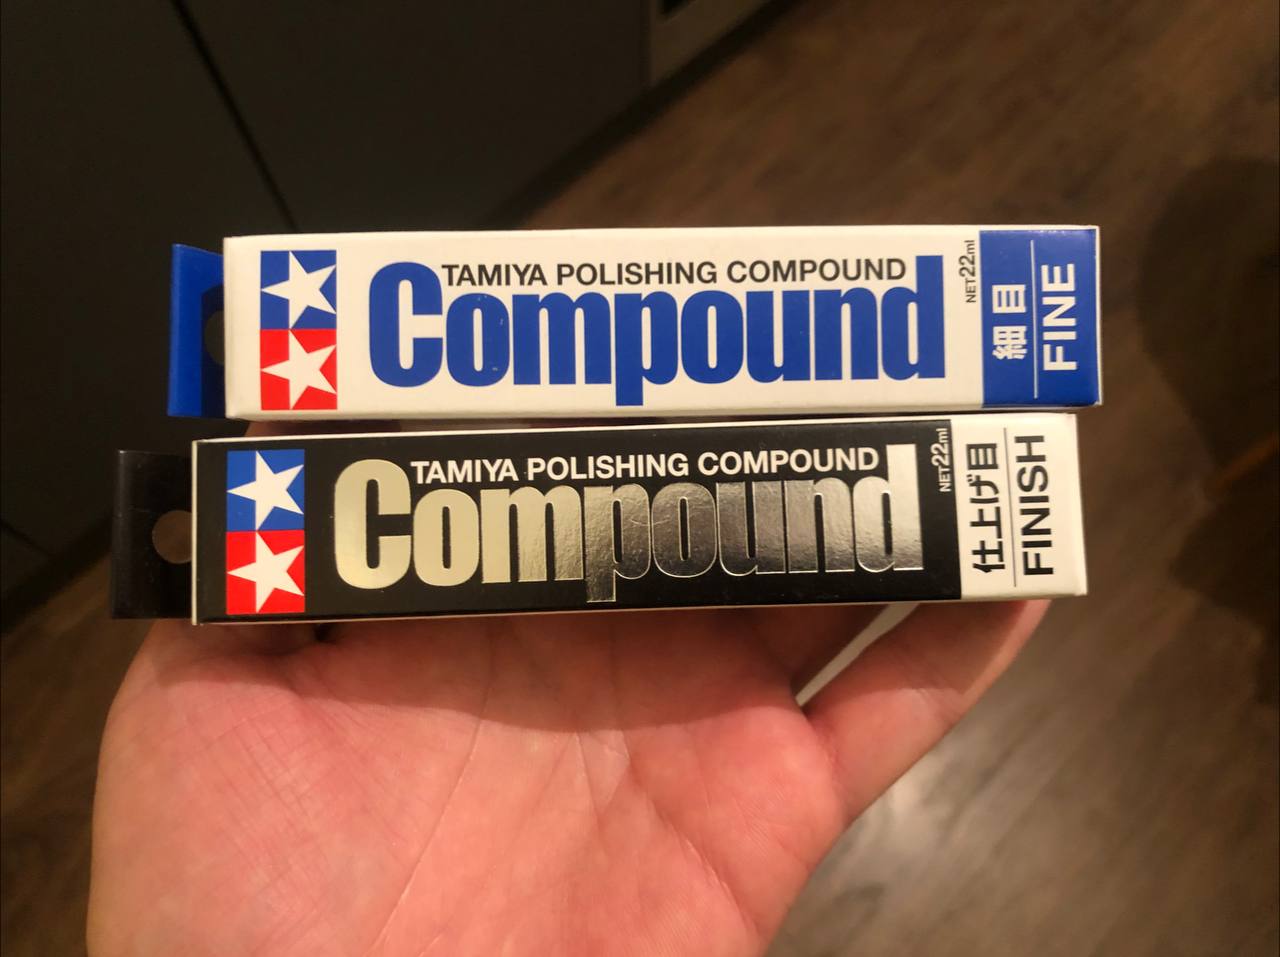 TAMIYA POLISHING COMPOUND
Compound
NET22ml
細目
FINE
TAMIYA POLISHING COMPOUND
Compound
NET22ml
仕上げ目
FINISH